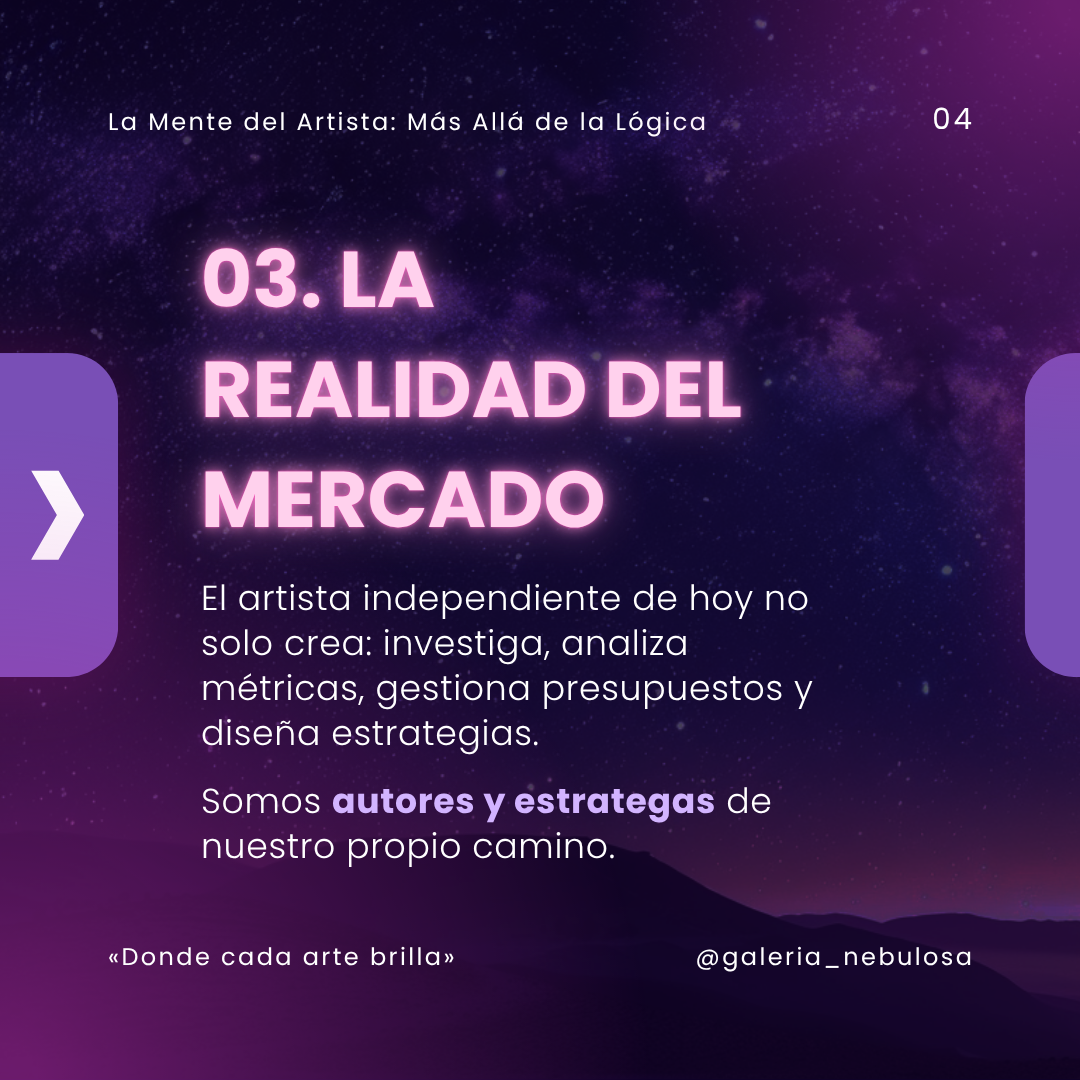 La Mente del Artista: Más Allá de la Lógica
04
03. LA
REALIDAD DEL
MERCADO
El artista independiente de hoy no
solo crea: investiga, analiza
métricas, gestiona presupuestos y
diseña estrategias.
Somos autores y estrategas de
nuestro propio camino.
«Donde cada arte brilla»
@galeria_nebulosa